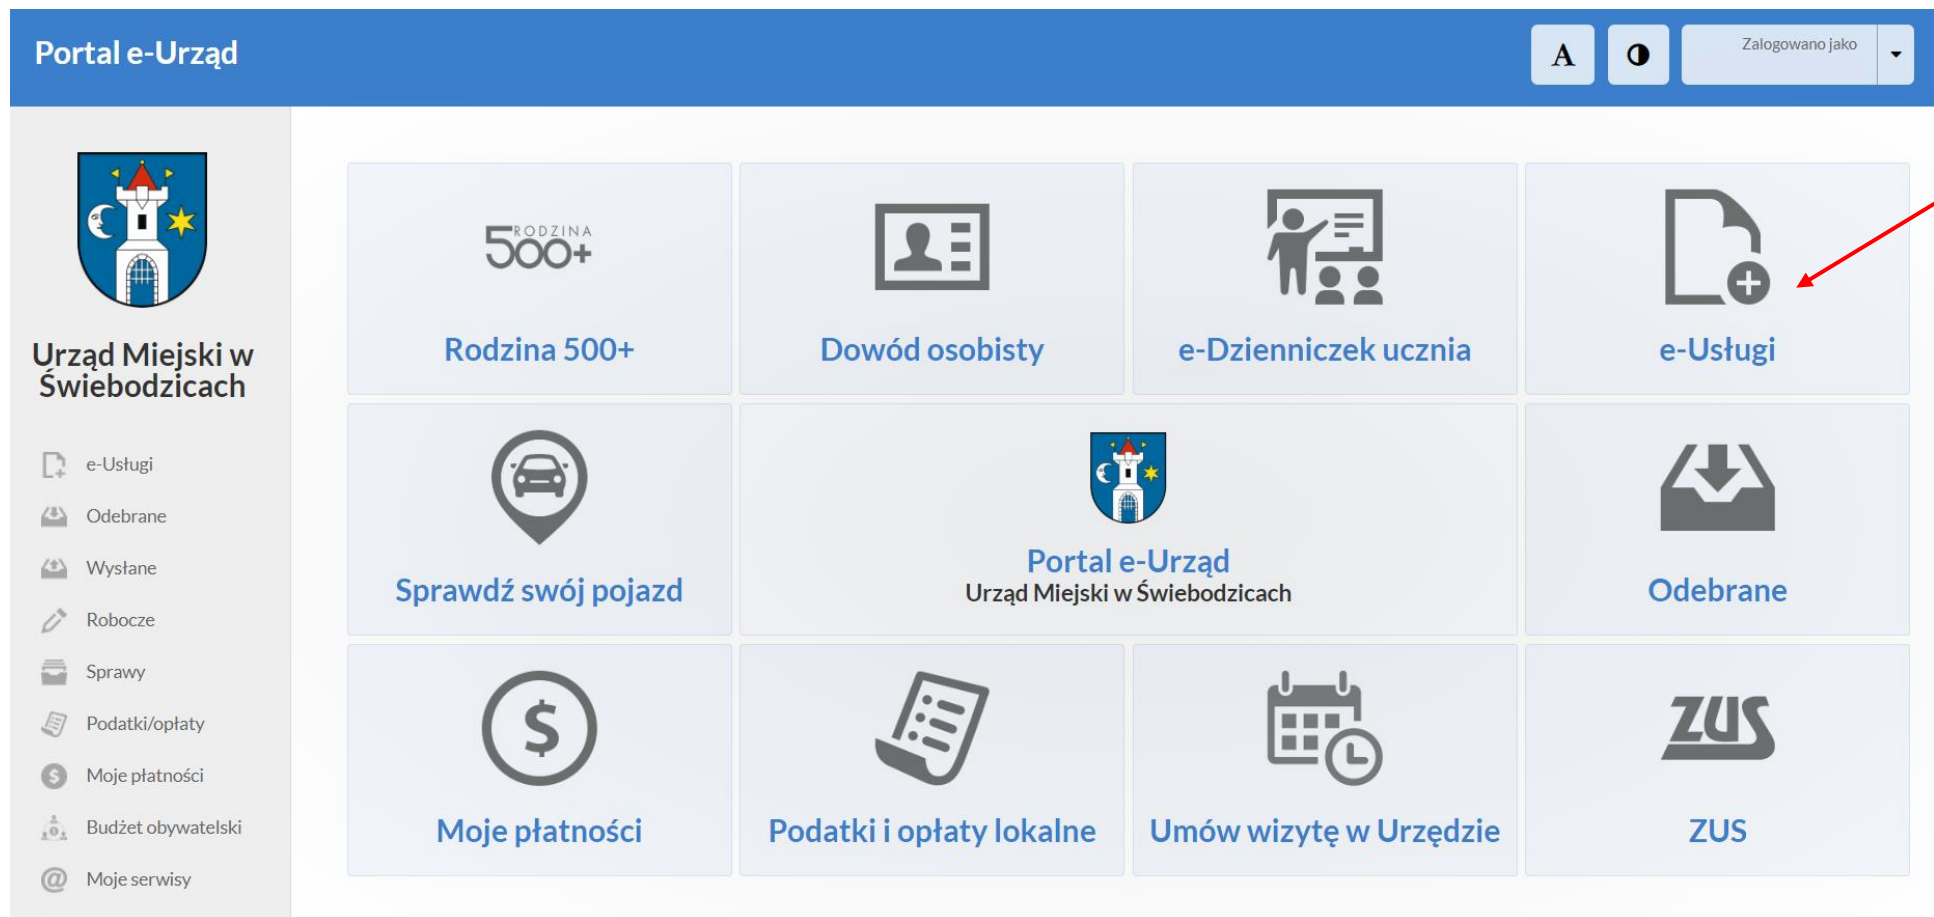 Portal e-Urząd
A
Zalogowano jako
Urząd Miejski w
Świebodzicach
e-Usługi
Odebrane
Wysłane
Robocze
Sprawy
Podatki/opłaty
Moje płatności
Budżet obywatelski
Moje serwisy
RODZINA
500+
Rodzina 500+
Dowód osobisty
e-Dzienniczek ucznia
e-Usługi
Sprawdź swój pojazd
Portal e-Urząd
Urząd Miejski w Świebodzicach
Odebrane
Moje płatności
Podatki i opłaty lokalne
Umów wizytę w Urzędzie
ZUS
ZUS